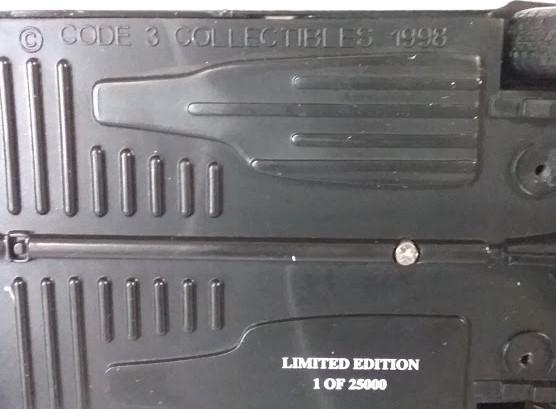 © CODE 3 COLLECTIBLES 1998
LIMITED EDITION
1 OF 25000